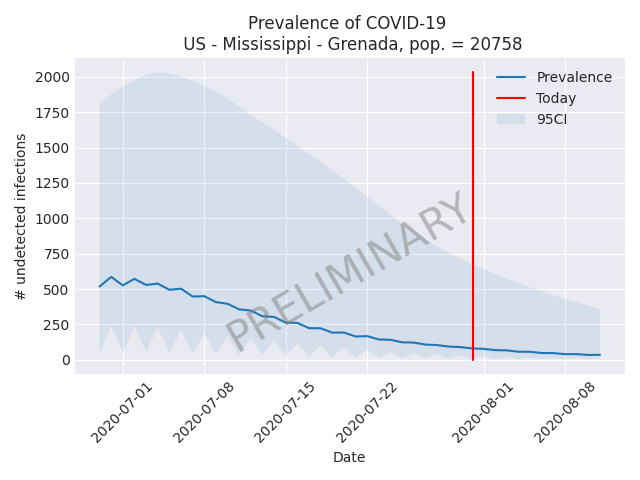 Prevalence of COVID-19
US - Mississippi - Grenada, pop. = 20758
Prevalence
Today
95CI
PRELIMINARY
# undetected infections
2000
1750
1500
1250
1000
750
500
250
0
2020-07-01
2020-07-08
2020-07-15
2020-07-22
2020-08-01
2020-08-08
Date